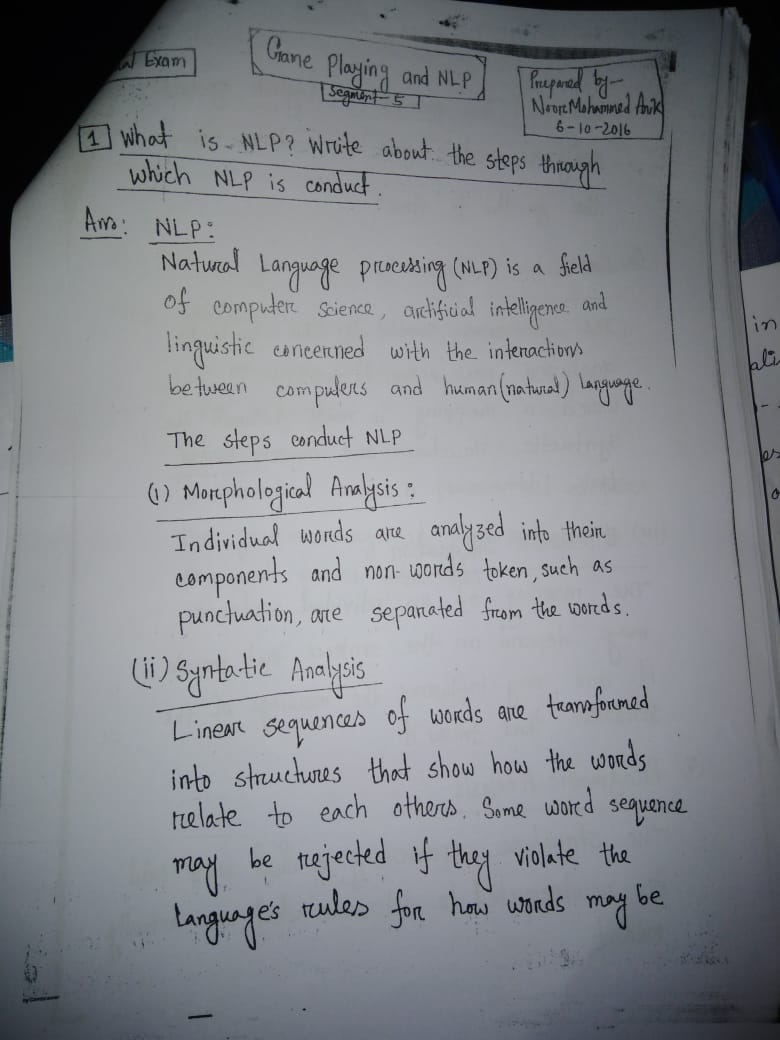 Exam
Game Playing and NLP
Segment-5
Prepared by-
Noor Mohammed Anik
6-10-2016
1 What is NLP? Write about the steps through
which NLP is conduct.
Ans: NLP:
Natural Language processing (NLP) is a field
of computer science, artificial intelligence and
linguistic concerned with the interactions
between computers and human (natural) language.
The steps conduct NLP
(i) Morphological Analysis:
Individual words are analyzed into their
components and non-words token, such as
punctuation, are separated from the words.
(ii) Syntatic Analysis
Linear sequences of words are transformed
into structures that show how the words
relate to each others. Some word sequence
may be rejected if they violate the
language's rules for how words may be
in